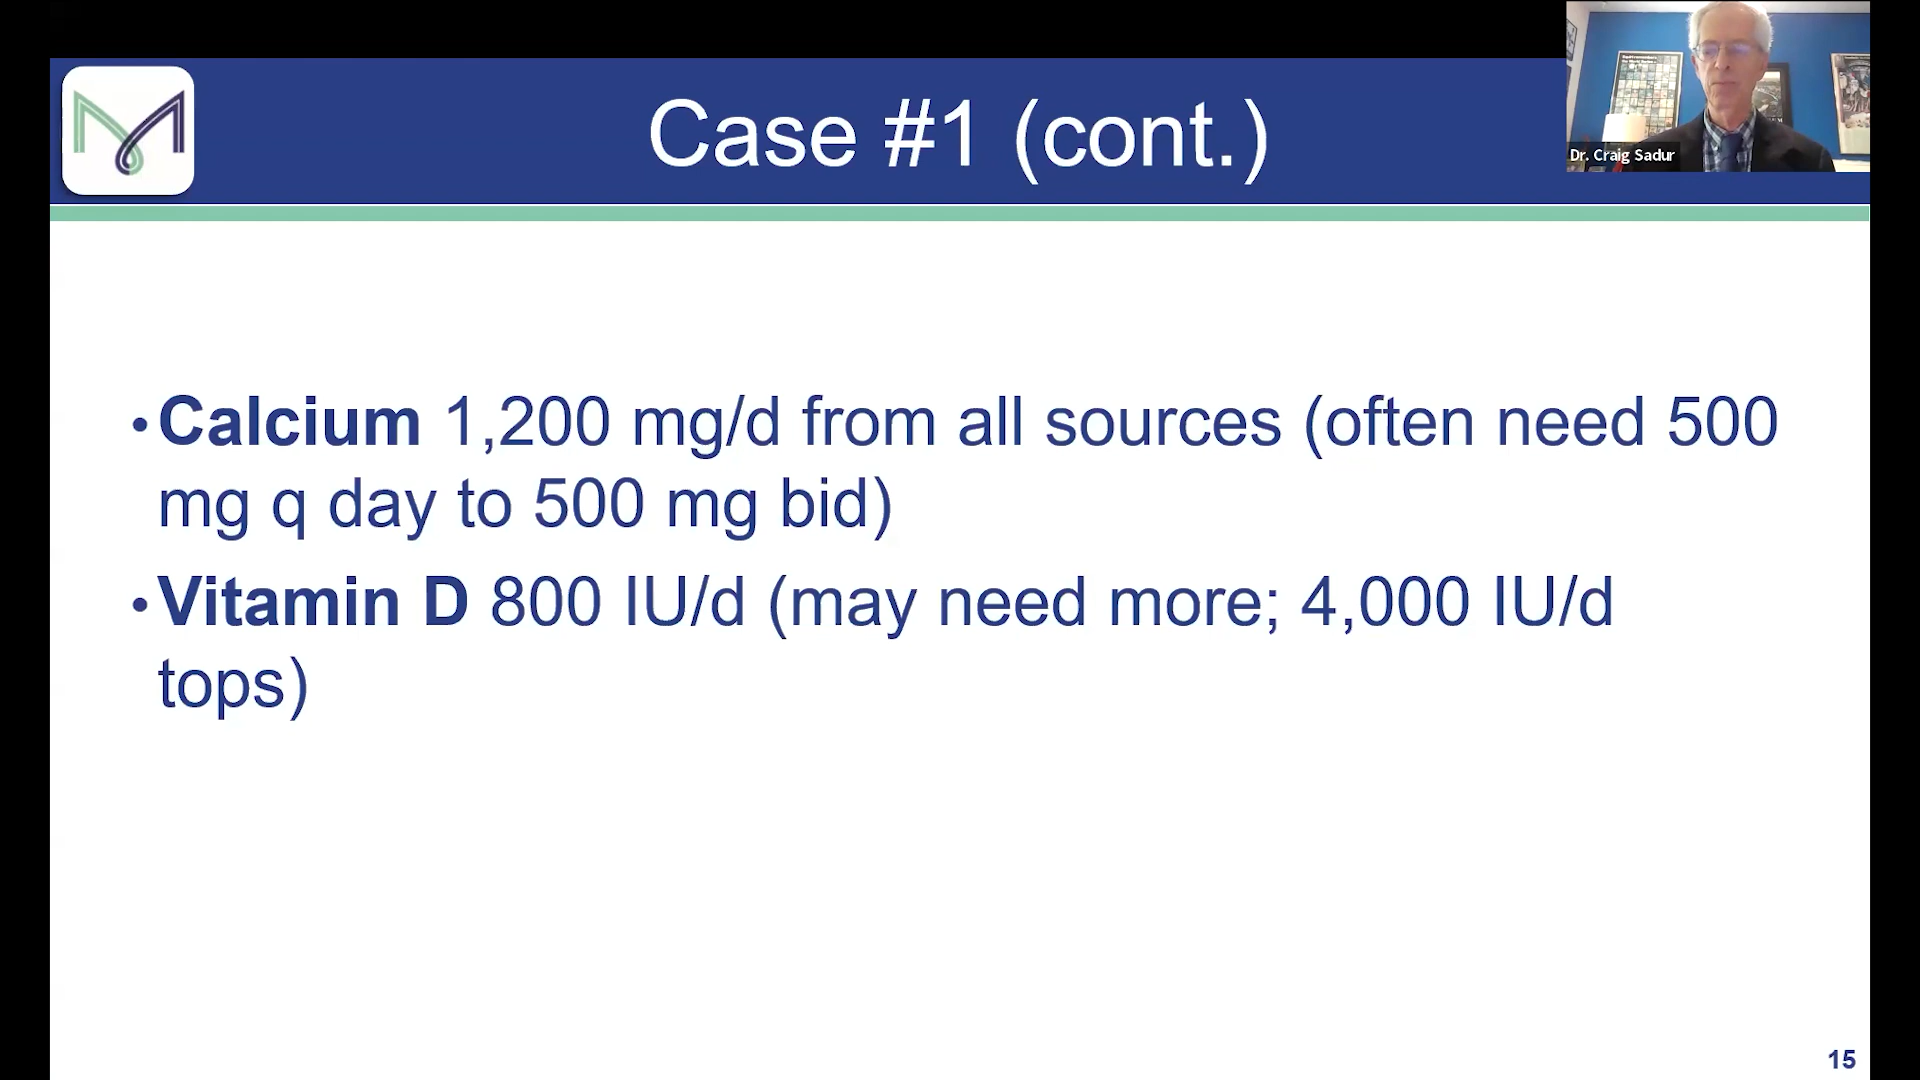 Case #1 (cont.)
Dr. Craig Sadur
•Calcium 1,200 mg/d from all sources (often need 500
mg q day to 500 mg bid)
•Vitamin D 800 IU/d (may need more; 4,000 IU/d
tops)
15